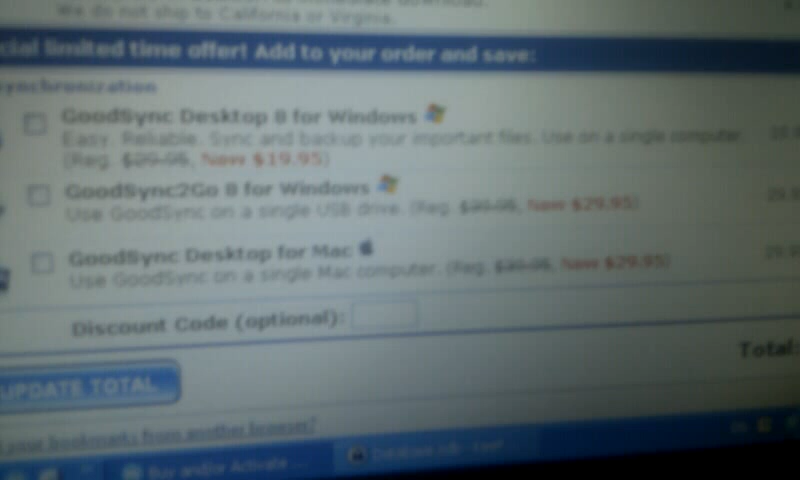 We do not ship to California or Virginia.
cial limited time offer! Add to your order and save:
ynchronization
GoodSync Desktop 8 for Windows
Easy. Reliable. Sync and backup your important files. Use on a single computer.
(Reg. $29.95, Now $19.95)
GoodSync2Go 8 for Windows
Use GoodSync on a single USB drive. (Reg. $39.95, Now $29.95)
GoodSync Desktop for Mac
Use GoodSync on a single Mac computer. (Reg. $39.95, Now $29.95)
Discount Code (optional):
Total:
UPDATE TOTAL
your bookmarks from another browser?
Buy and/or Activate ...